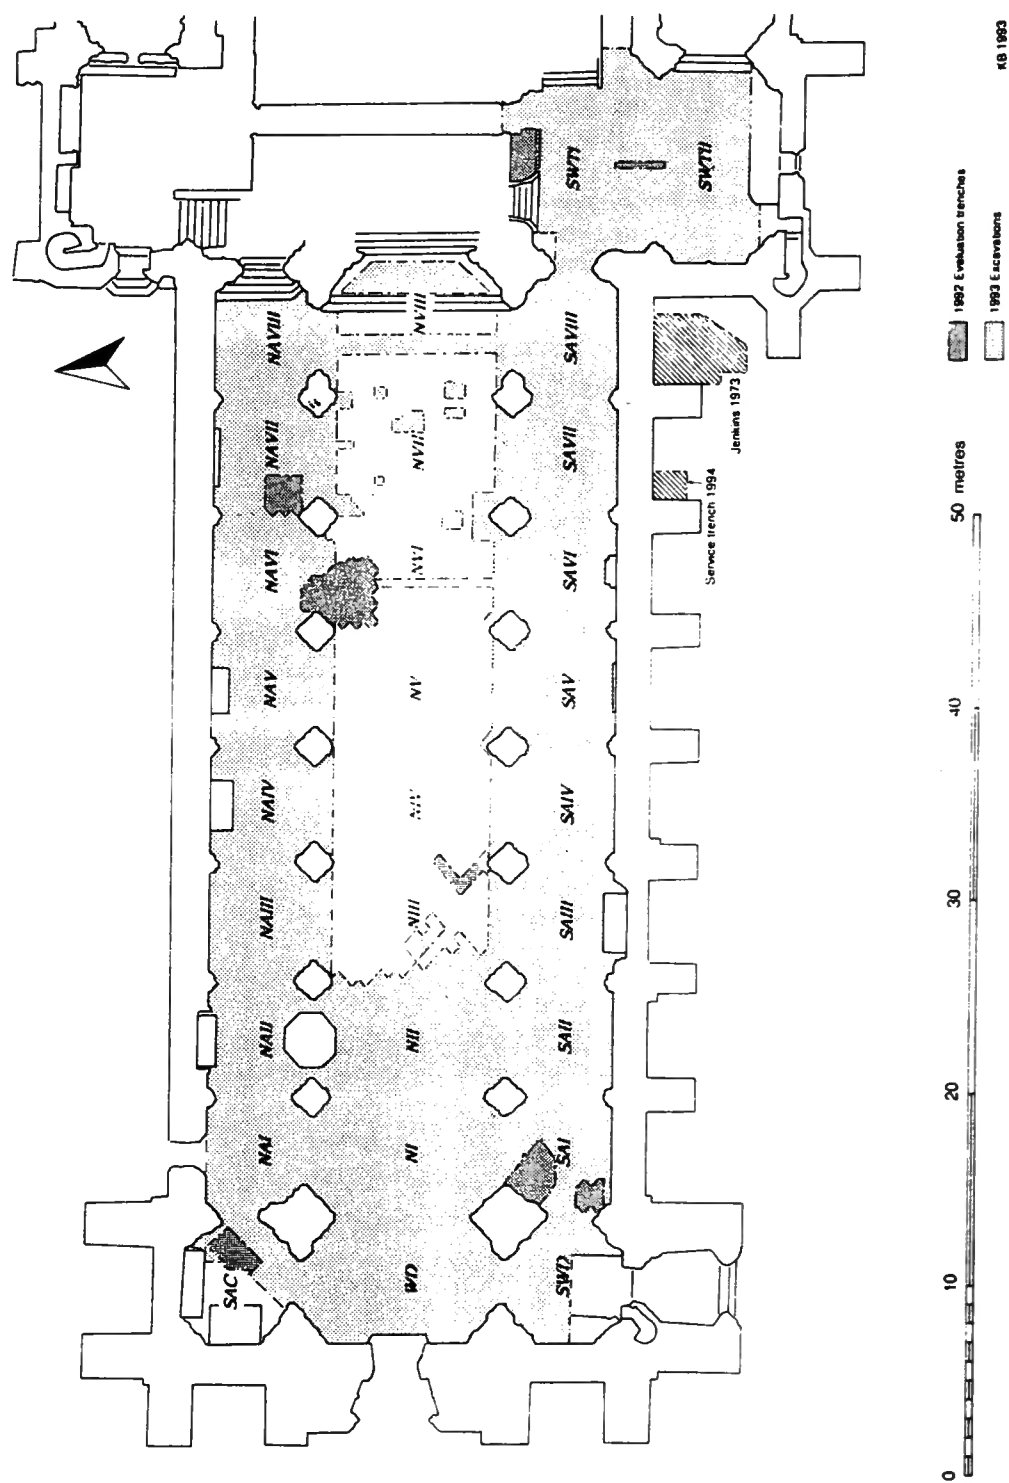 KB 1993
1992 Evaluation trenches
1993 Excavations
SWTI
SWTII
NAVIII
NVIII
SAVIII
NAVII
NVII
SAVII
Jenkins 1973
Service trench 1994
NAVI
NVI
SAVI
NAV
NV
SAV
NAIV
NIV
SAIV
NAIII
NIII
SAIII
NAII
NII
SAII
NAI
NI
SAI
SAC
WD
SWD
0
10
20
30
40
50 metres